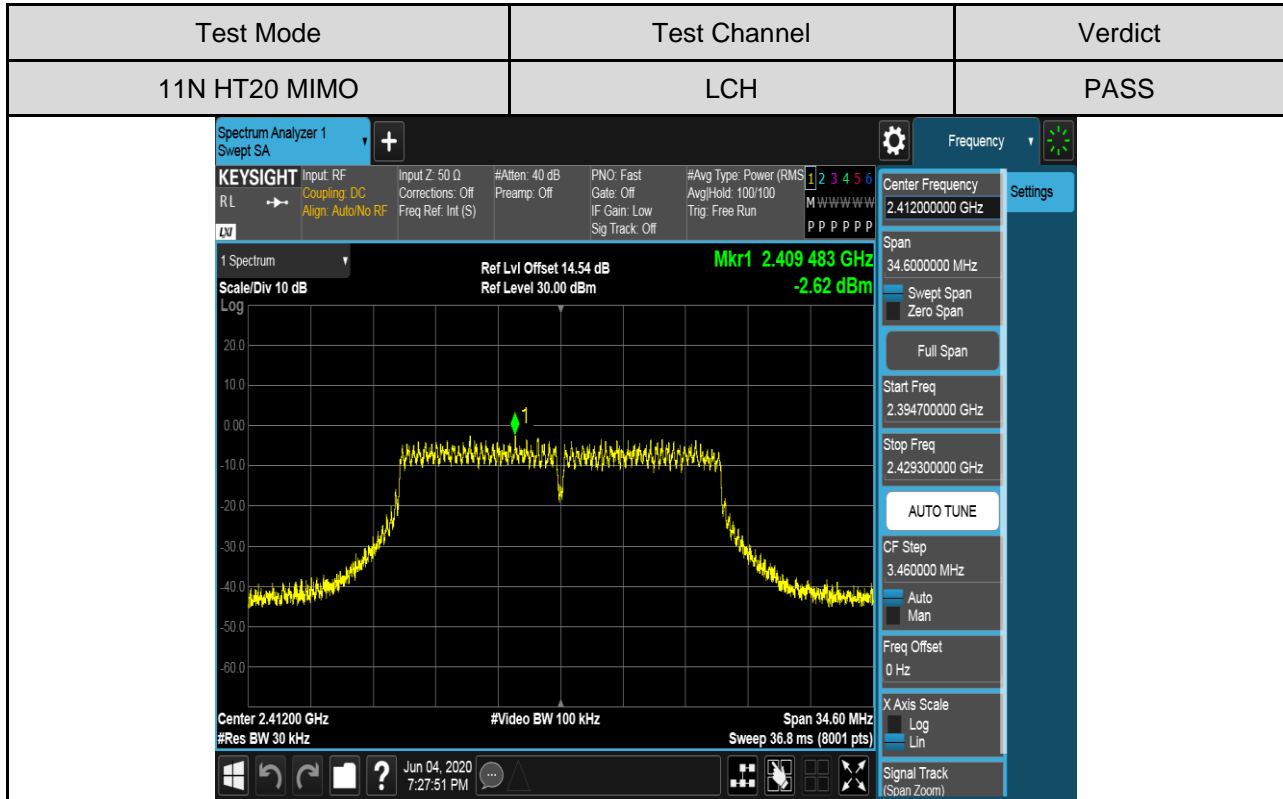 Test Mode Test Channel Verdict
11N HT20 MIMO LCH PASS
Spectrum Analyzer 1
Swept SA
+
Frequency
KEYSIGHT
RL
LXI
Input: RF
Coupling: DC
Align: Auto/No RF
Input Z: 50 Ω
Corrections: Off
Freq Ref: Int (S)
#Atten: 40 dB
Preamp: Off
PNO: Fast
Gate: Off
IF Gain: Low
Sig Track: Off
#Avg Type: Power (RMS
Avg|Hold: 100/100
Trig: Free Run
1 2 3 4 5 6
M W W W W W
P P P P P P
1 Spectrum
Scale/Div 10 dB
Log
Ref Lvl Offset 14.54 dB
Ref Level 30.00 dBm
Mkr1 2.409 483 GHz
-2.62 dBm
20.0
10.0
0.00
-10.0
-20.0
-30.0
-40.0
-50.0
-60.0
1
Center 2.41200 GHz
#Res BW 30 kHz
#Video BW 100 kHz
Span 34.60 MHz
Sweep 36.8 ms (8001 pts)
Center Frequency
2.412000000 GHz
Settings
Span
34.6000000 MHz
Swept Span
Zero Span
Full Span
Start Freq
2.394700000 GHz
Stop Freq
2.429300000 GHz
AUTO TUNE
CF Step
3.460000 MHz
Auto
Man
Freq Offset
0 Hz
X Axis Scale
Log
Lin
Signal Track
(Span Zoom)
?
Jun 04, 2020
7:27:51 PM